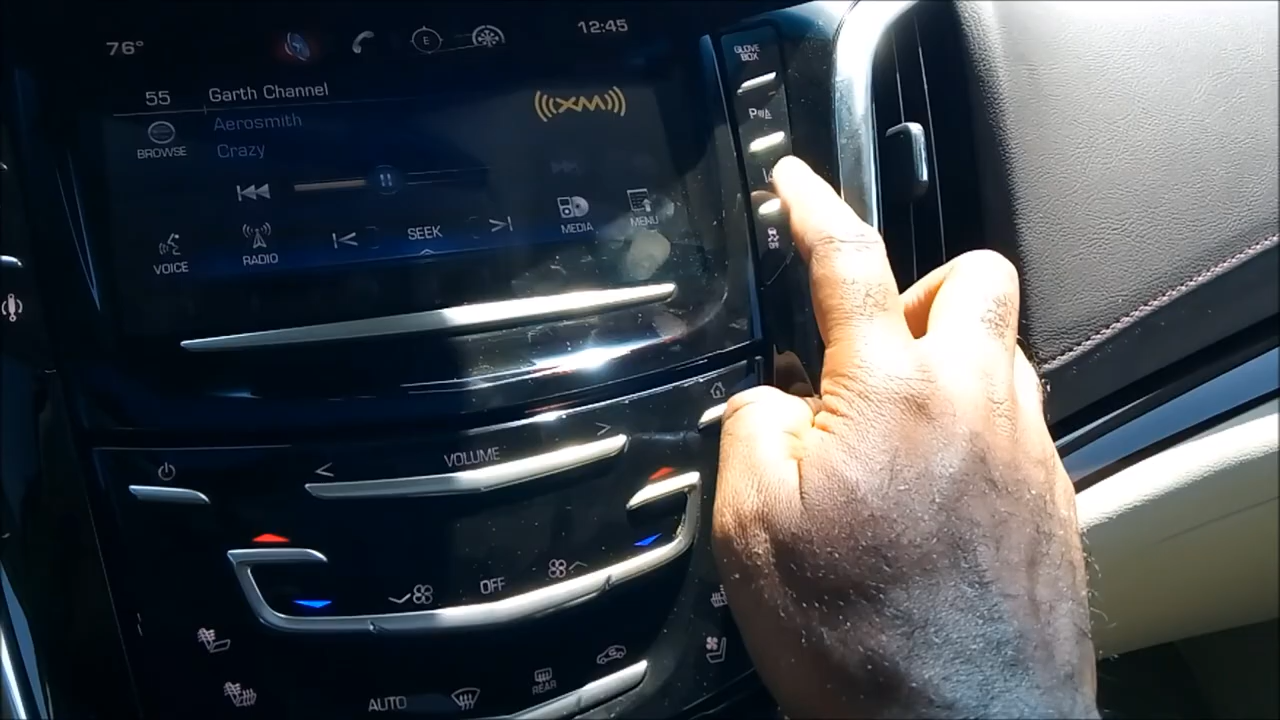 76°
E
12:45
55 Garth Channel
XM
Aerosmith
Crazy
BROWSE
SEEK
MEDIA
MENU
VOICE
RADIO
GLOVE
BOX
P
VOLUME
OFF
AUTO
REAR